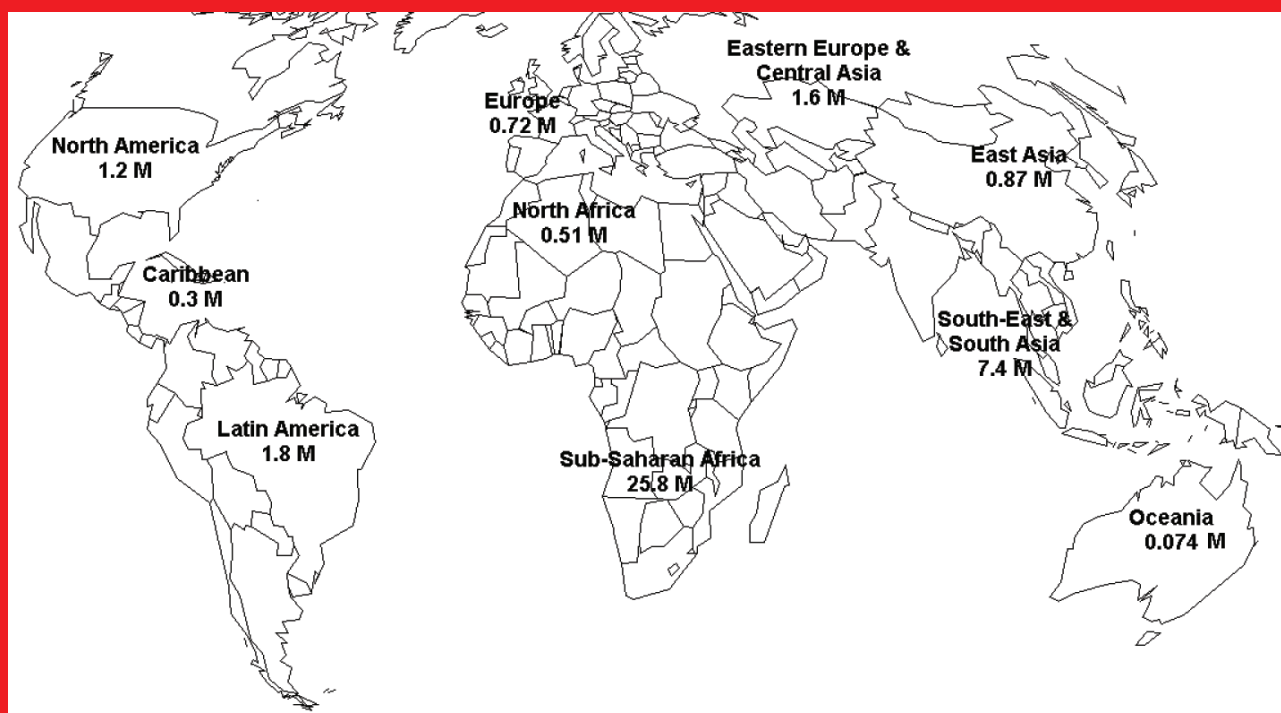 Eastern Europe &
Central Asia
1.6 M
Europe
0.72 M
North America
1.2 M
East Asia
0.87 M
North Africa
0.51 M
Caribbean
0.3 M
South-East &
South Asia
7.4 M
Latin America
1.8 M
Sub-Saharan Africa
25.8 M
Oceania
0.074 M